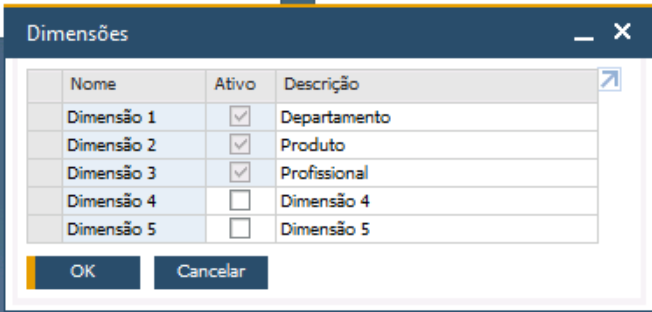 Dimensões
Nome Ativo Descrição
Dimensão 1 Departamento
Dimensão 2 Produto
Dimensão 3 Profissional
Dimensão 4 Dimensão 4
Dimensão 5 Dimensão 5
OK Cancelar